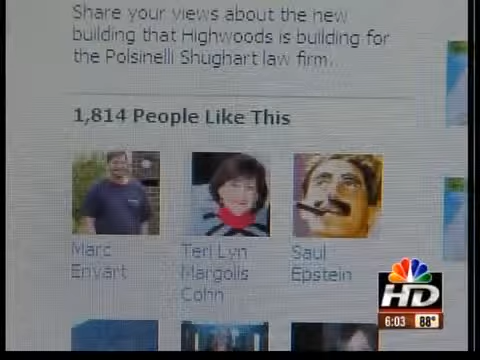 Share your views about the new
building that Highwoods is building for
the Polsinelli Shughart law firm.
1,814 People Like This
Marc
Enyart
Teri Lyn
Margolis
Cohn
Saul
Epstein
HD
6:03 88°